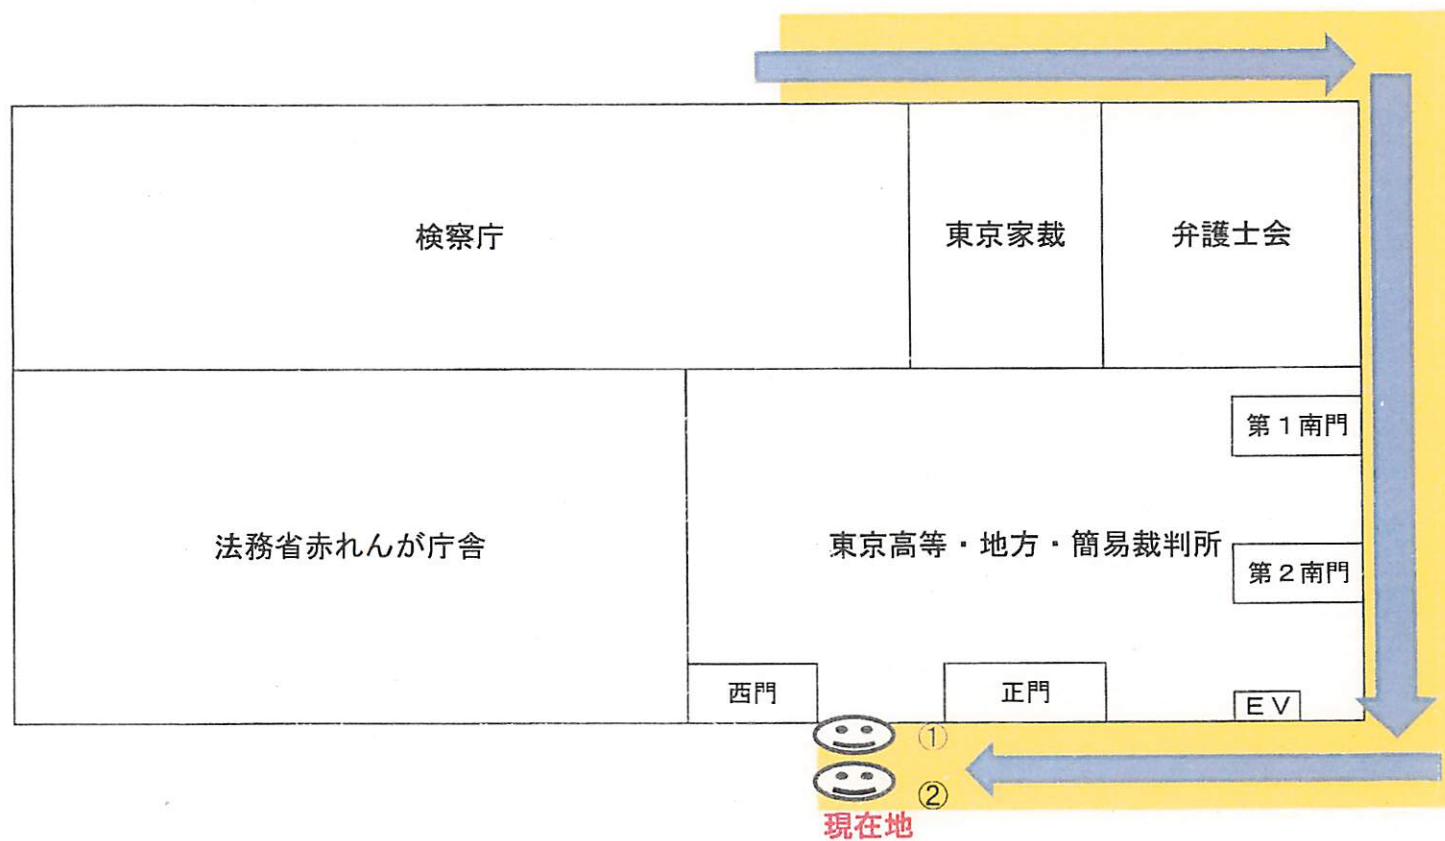 検察庁
東京家裁
弁護士会
第1南門
法務省赤れんが庁舎
東京高等・地方・簡易裁判所
第2南門
西門
正門
EV
①
②
現在地